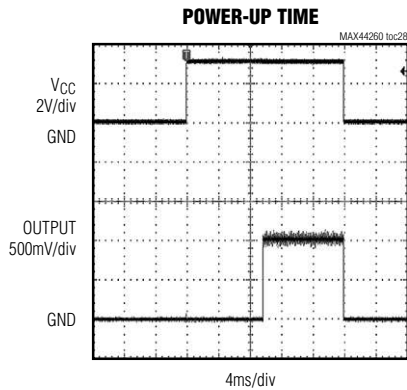 POWER-UP TIME
MAX44260 toc28
VCC
2V/div
GND
OUTPUT
500mV/div
GND
4ms/div